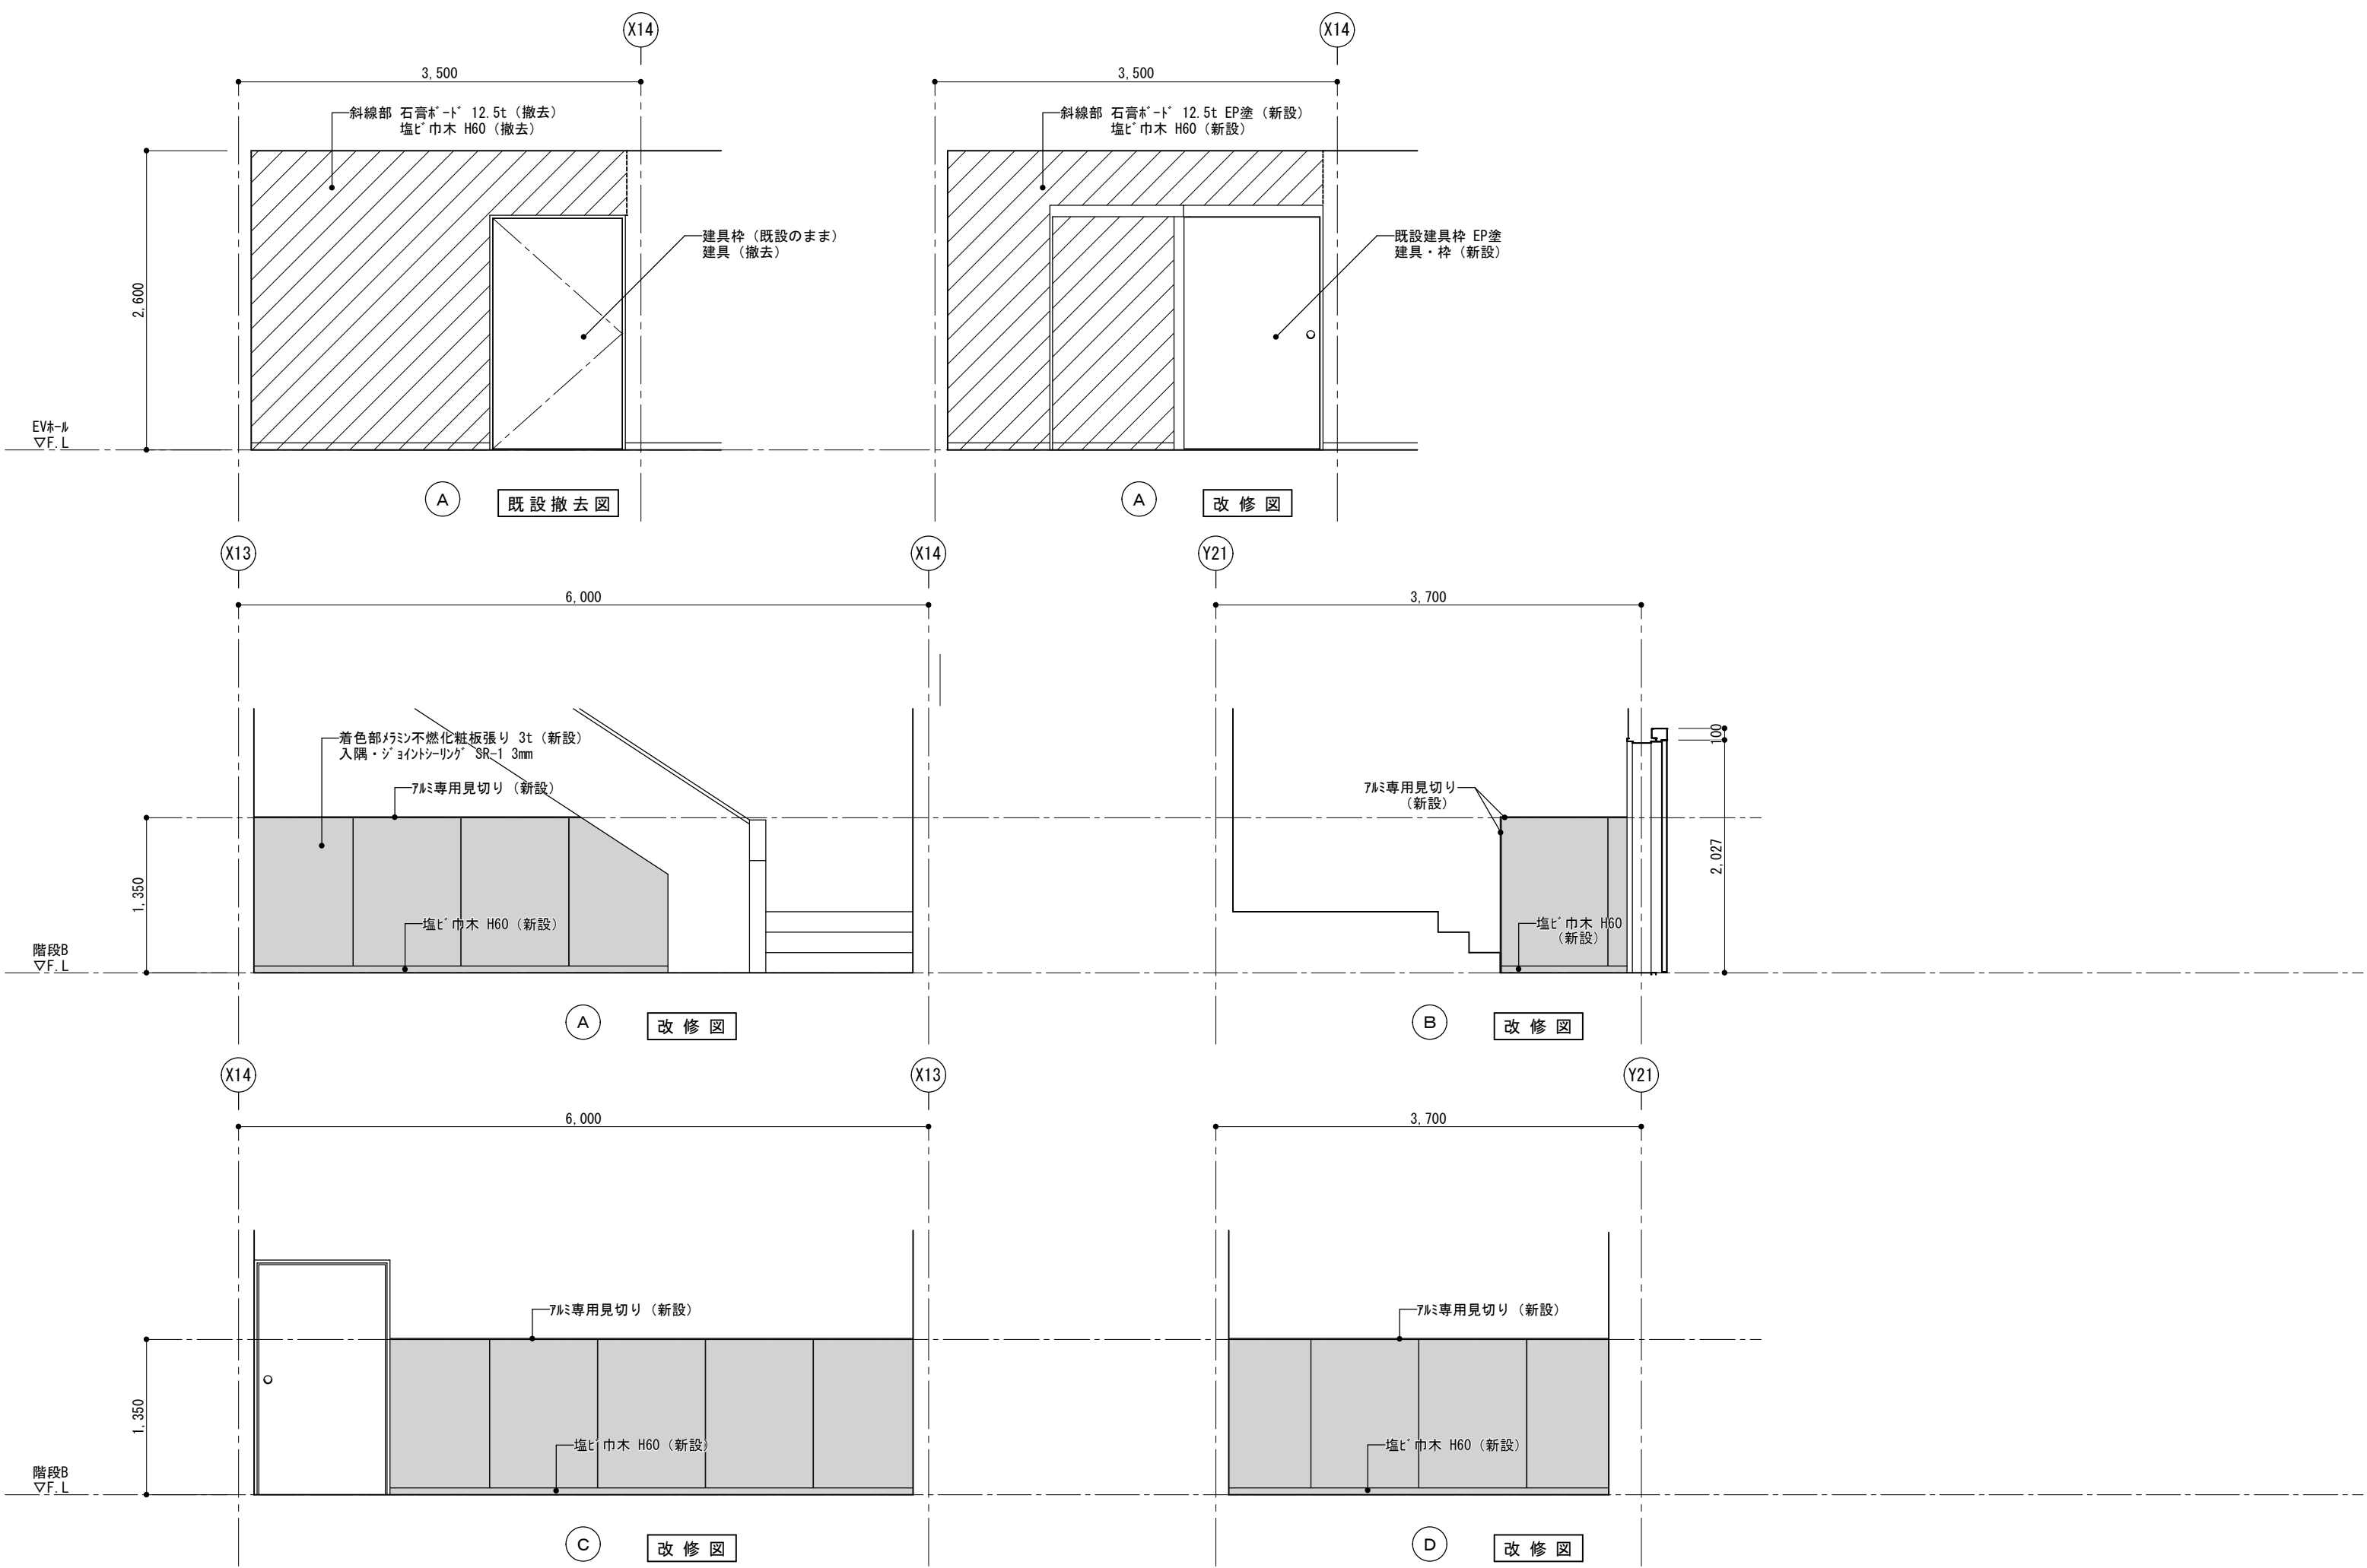 X14
X14
3,500
3,500
斜線部 石膏ﾎﾞｰﾄﾞ 12.5t（撤去）
塩ﾋﾞ巾木 H60（撤去）
斜線部 石膏ﾎﾞｰﾄﾞ 12.5t EP塗（新設）
塩ﾋﾞ巾木 H60（新設）
建具枠（既設のまま）
建具（撤去）
既設建具枠 EP塗
建具・枠（新設）
2,600
EVﾎｰﾙ
▽F.L
A
既設撤去図
A
改修図
X13
X14
Y21
6,000
3,700
着色部ﾒﾗﾐﾝ不燃化粧板張り 3t（新設）
入隅・ｼﾞｮｲﾝﾄｼｰﾘﾝｸﾞ SR-1 3mm
ｱﾙﾐ専用見切り（新設）
ｱﾙﾐ専用見切り
（新設）
100
2,027
1,350
塩ﾋﾞ巾木 H60（新設）
塩ﾋﾞ巾木 H60
（新設）
階段B
▽F.L
A
改修図
B
改修図
X14
X13
Y21
6,000
3,700
ｱﾙﾐ専用見切り（新設）
ｱﾙﾐ専用見切り（新設）
1,350
塩ﾋﾞ巾木 H60（新設）
塩ﾋﾞ巾木 H60（新設）
階段B
▽F.L
C
改修図
D
改修図